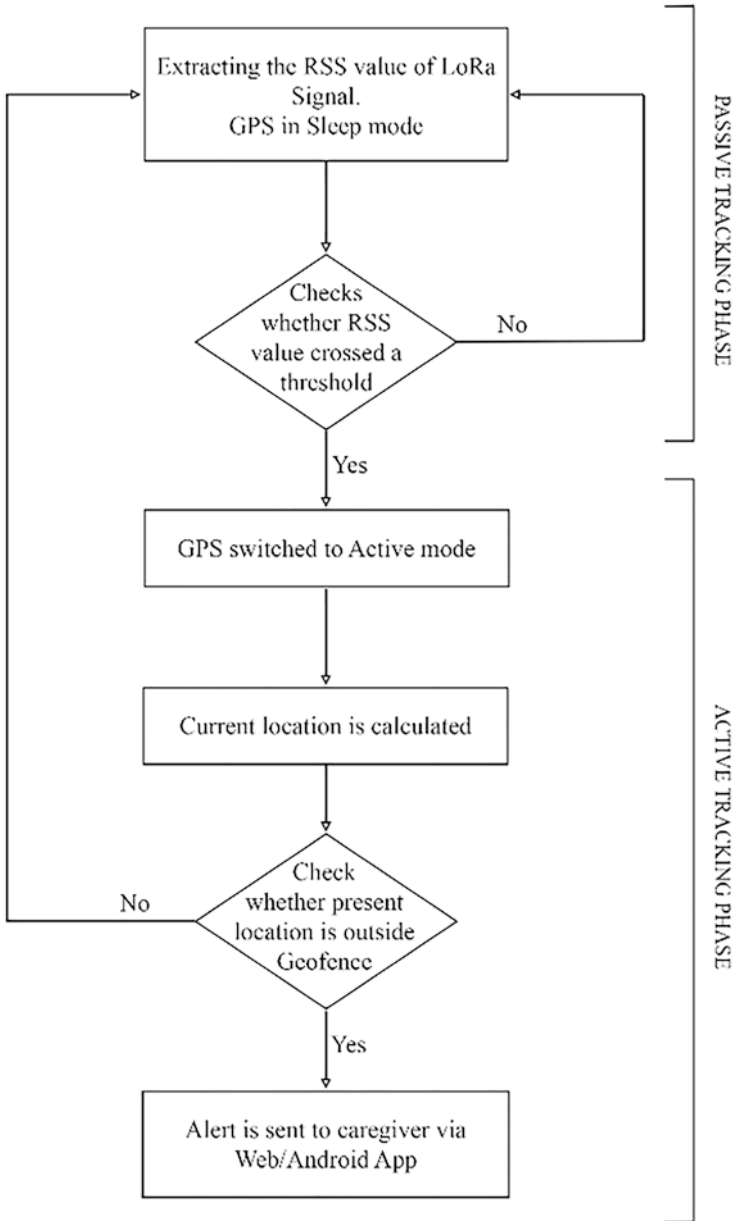 Extracting the RSS value of LoRa
Signal.
GPS in Sleep mode
Checks
whether RSS
value crossed a
threshold
No
Yes
PASSIVE TRACKING PHASE
GPS switched to Active mode
Current location is calculated
Check
whether present
location is outside
Geofence
No
Yes
Alert is sent to caregiver via
Web/Android App
ACTIVE TRACKING PHASE